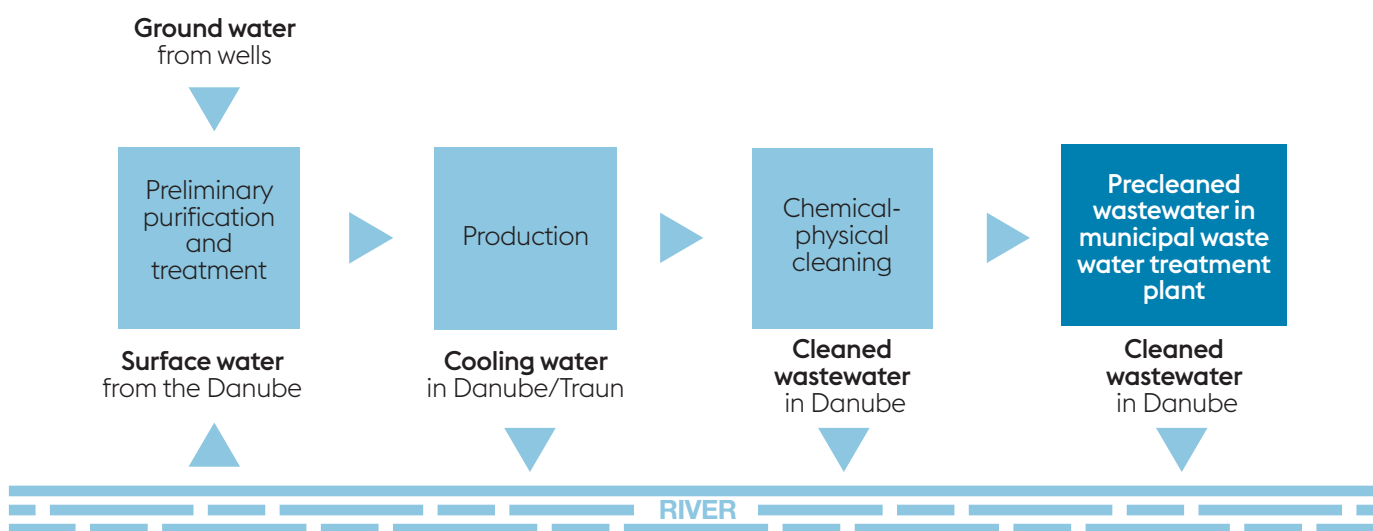 Ground water
from wells
Preliminary
purification
and
treatment
Production
Chemical-
physical
cleaning
Precleaned
wastewater in
municipal waste
water treatment
plant
Surface water
from the Danube
Cooling water
in Danube/Traun
Cleaned
wastewater
in Danube
Cleaned
wastewater
in Danube
RIVER